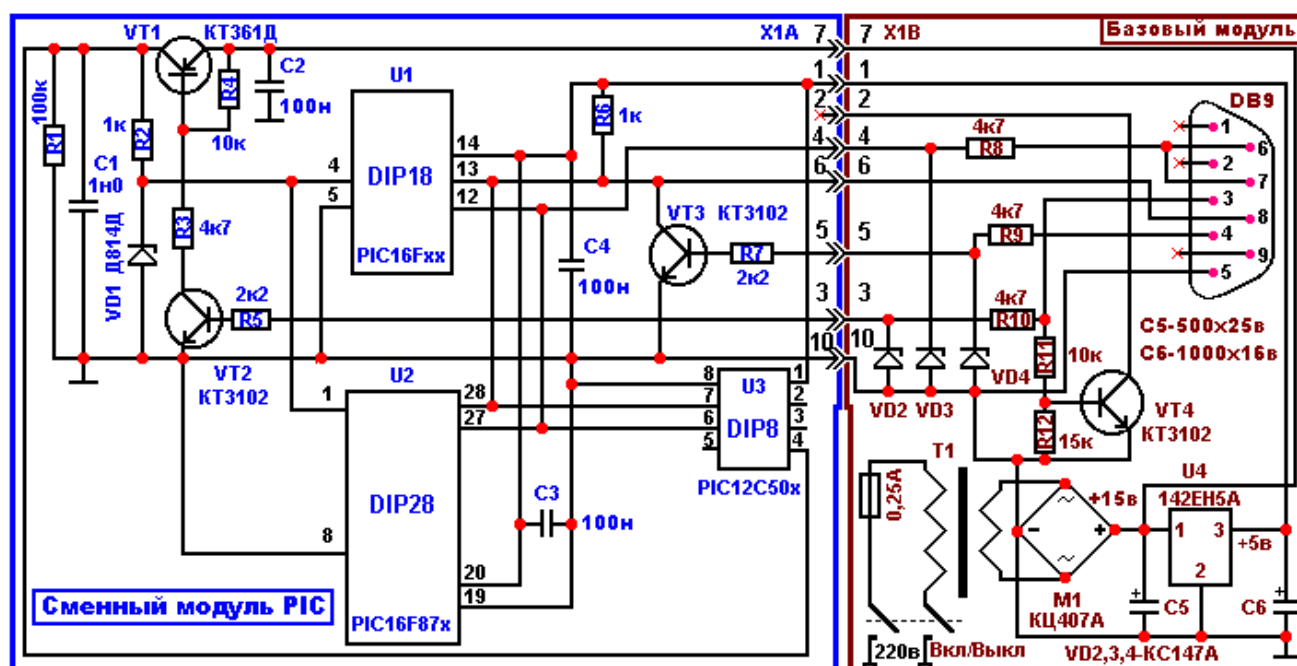 VT1 КТ361Д X1A 7 7 X1B Базовый модуль
C2
100н
R4
10к
U1
100к
R1
1к
R2
C1
1н0
R6
1к
1 1
2 2
4 4
6 6
5 5
3 3
10 10
DB9
1
6
2
7
3
8
4
9
5
4к7
R8
4к7
R9
4к7
R10
14
13
12
4
5
DIP18
PIC16Fxx
R3
4к7
VD1 Д814Д
2к2
R5
VT2
КТ3102
VT3 КТ3102
R7
2к2
C4
100н
C5-500x25в
C6-1000x16в
R11
10к
R12
15к
VD2 VD3
VD4
VT4
КТ3102
U2
1
8
28
27
20
19
DIP28
PIC16F87x
C3
100н
U3
8
7
6
5
1
2
3
4
DIP8
PIC12C50x
T1
0,25А
220в Вкл/Выкл
+15в
~
~
-
+
М1
КЦ407А
U4
142ЕН5А
1
3
2
+5в
C5
C6
VD2,3,4-КС147А
Сменный модуль PIC